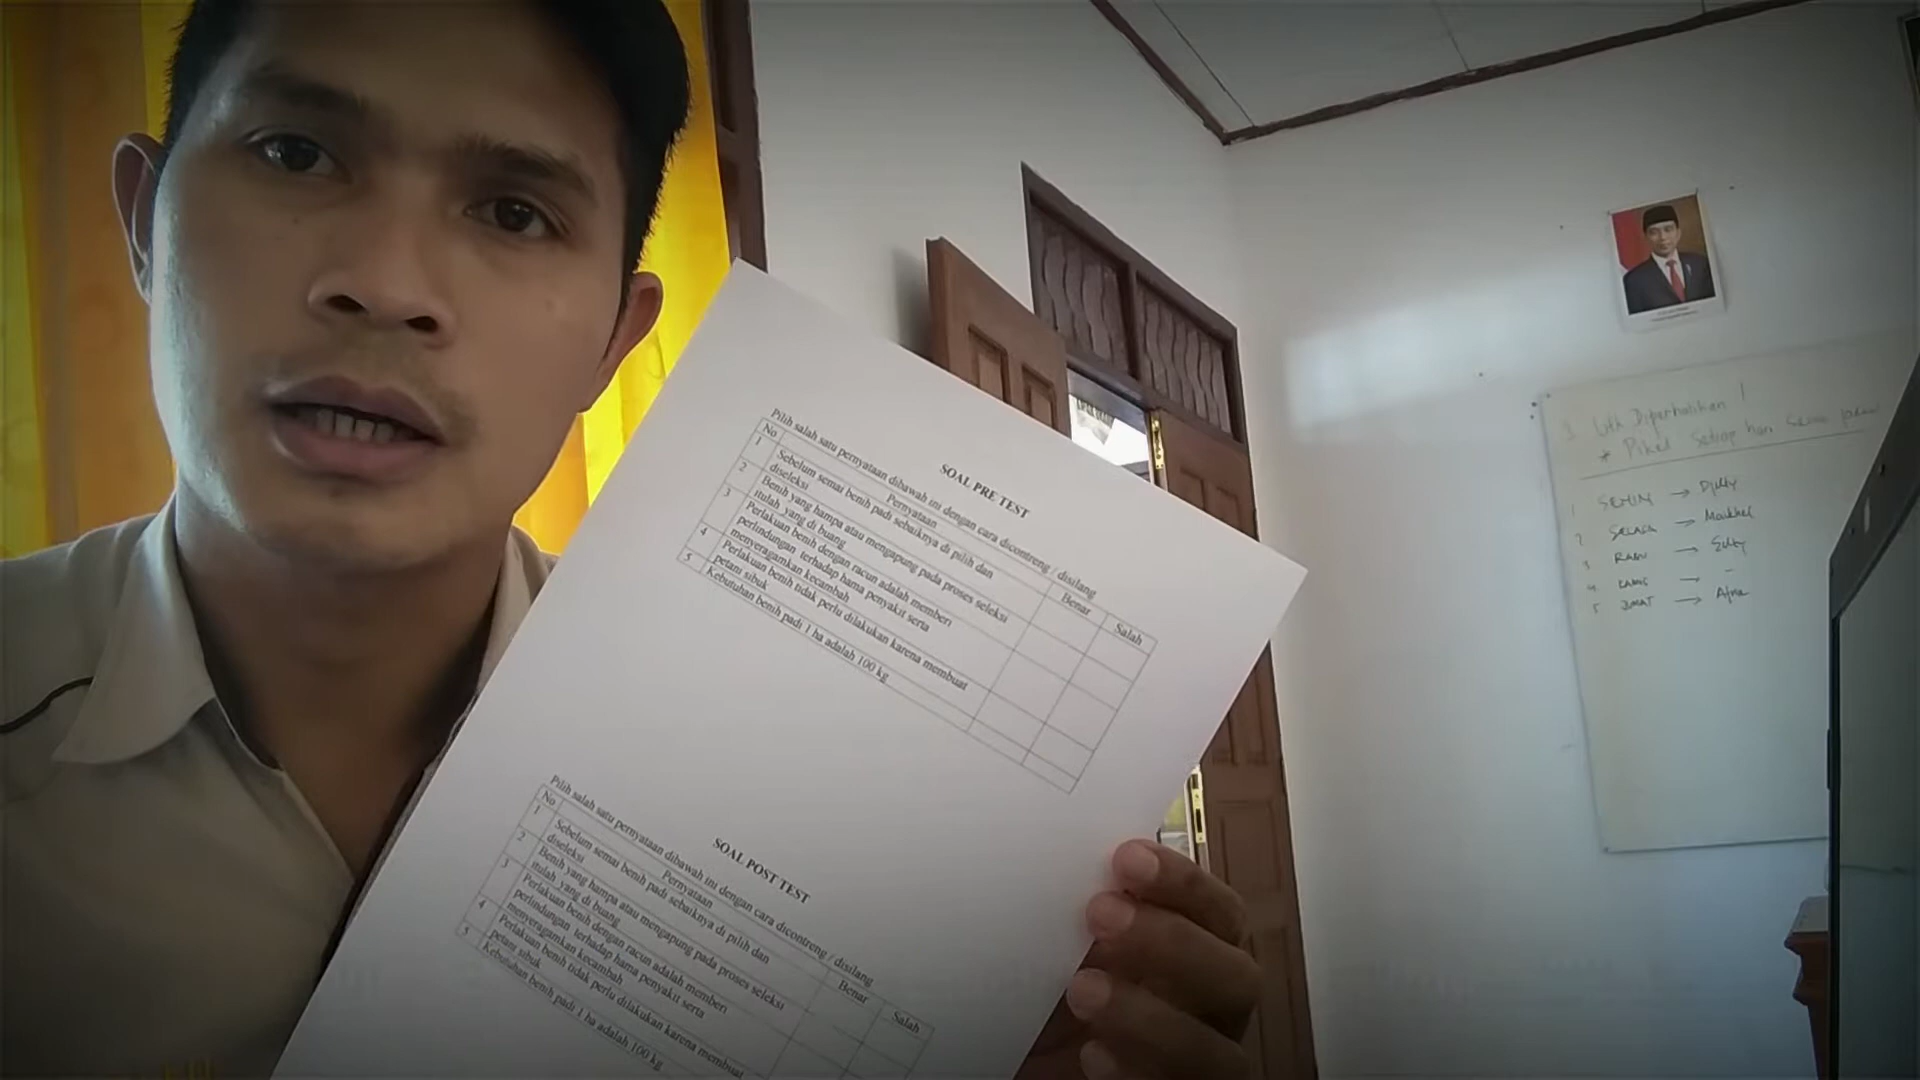 SOAL PRE TEST
Pilih salah satu pernyataan dibawah ini dengan cara dicontreng / disilang
No Pernyataan Benar Salah
1 Sebelum semai benih padi sebaiknya di pilih dan
diseleksi
2 Benih yang hampa atau mengapung pada proses seleksi
itulah yang di buang
3 Perlakuan benih dengan racun adalah memberi
perlindungan terhadap hama penyakit serta
menyeragamkan kecambah
4 Perlakuan benih tidak perlu dilakukan karena membuat
petani sibuk
5 Kebutuhan benih padi 1 ha adalah 100 kg
SOAL POST TEST
Pilih salah satu pernyataan dibawah ini dengan cara dicontreng / disilang
No Pernyataan Benar Salah
1 Sebelum semai benih padi sebaiknya di pilih dan
diseleksi
2 Benih yang hampa atau mengapung pada proses seleksi
itulah yang di buang
3 Perlakuan benih dengan racun adalah memberi
perlindungan terhadap hama penyakit serta
menyeragamkan kecambah
4 Perlakuan benih tidak perlu dilakukan karena membuat
petani sibuk
5 Kebutuhan benih padi 1 ha adalah 100 kg
Utk Diperhatikan !
* Piket Setiap hari
1 SENIN →
2 SELASA →
3 RABU →
4 KAMIS → -
5 JUMAT →